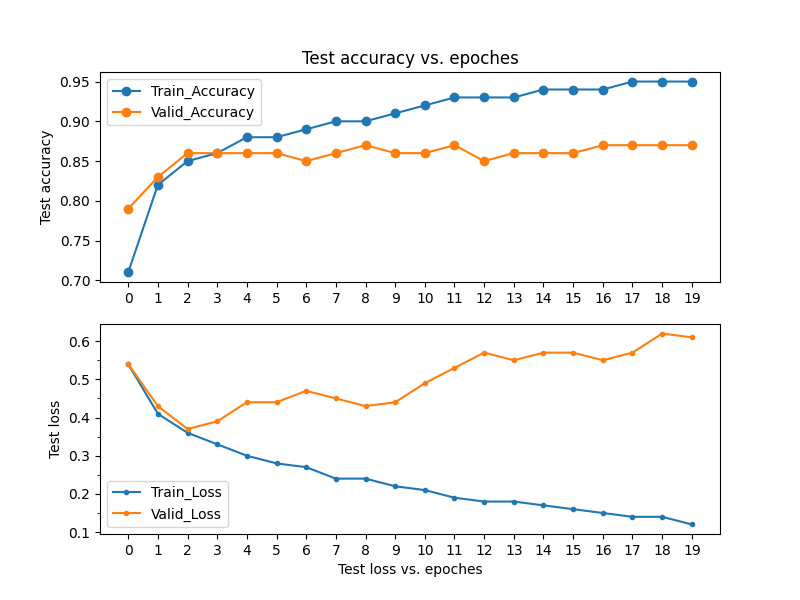 Test accuracy vs. epoches
Test accuracy
0.95
0.90
0.85
0.80
0.75
0.70
Train_Accuracy
Valid_Accuracy
0 1 2 3 4 5 6 7 8 9 10 11 12 13 14 15 16 17 18 19
Test loss
0.6
0.5
0.4
0.3
0.2
0.1
Train_Loss
Valid_Loss
0 1 2 3 4 5 6 7 8 9 10 11 12 13 14 15 16 17 18 19
Test loss vs. epoches